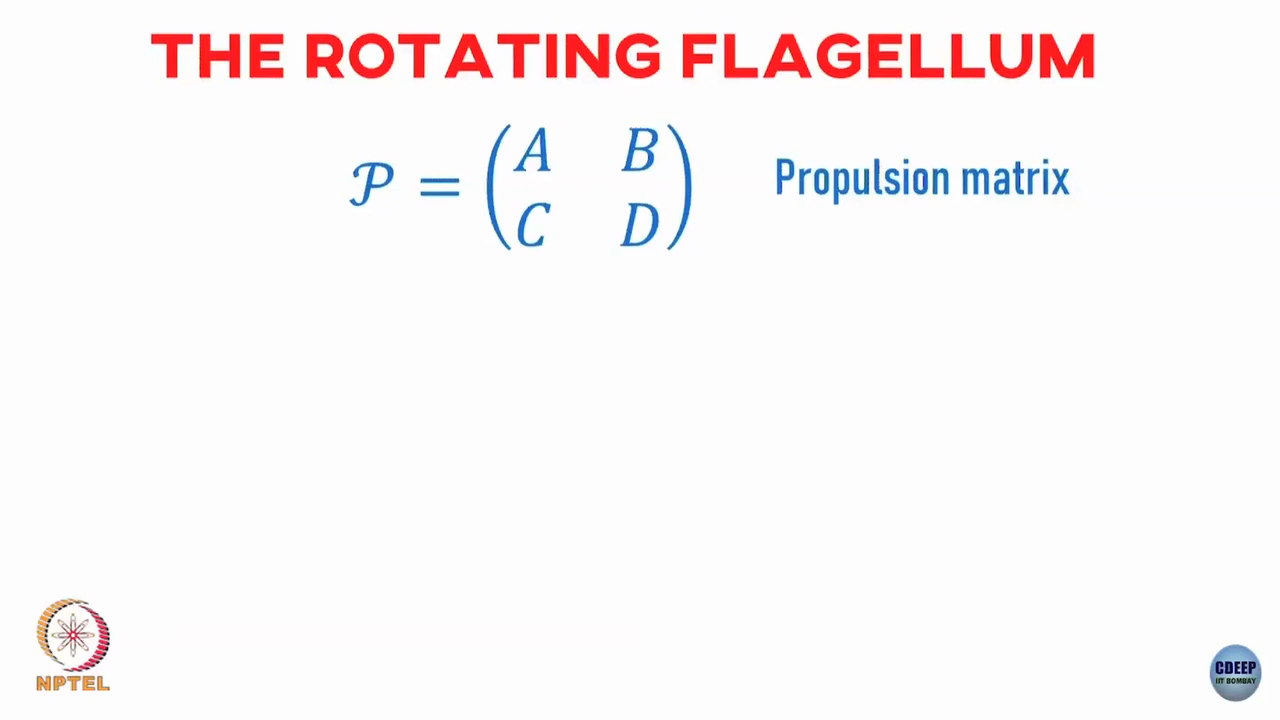 THE ROTATING FLAGELLUM
𝒫 = (A B
C D)
Propulsion matrix
NPTEL
CDEEP
IIT BOMBAY